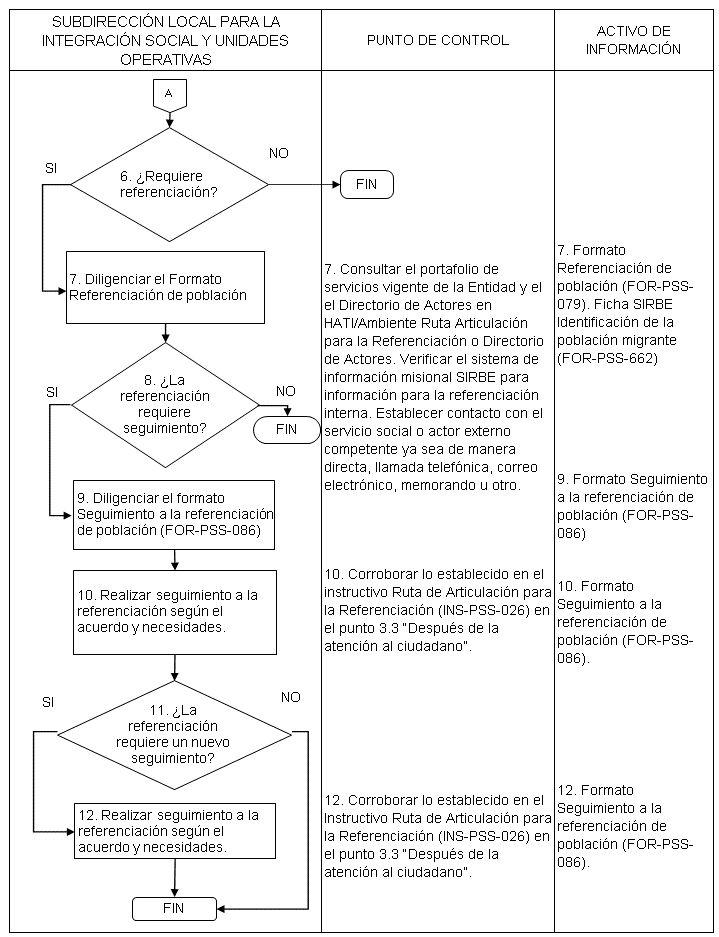 SUBDIRECCIÓN LOCAL PARA LA
INTEGRACIÓN SOCIAL Y UNIDADES
OPERATIVAS
PUNTO DE CONTROL
ACTIVO DE
INFORMACIÓN
A
6. ¿Requiere
referenciación?
SI
NO
FIN
7. Diligenciar el Formato
Referenciación de población
7. Consultar el portafolio de
servicios vigente de la Entidad y el
el Directorio de Actores en
HATI/Ambiente Ruta Articulación
para la Referenciación o Directorio
de Actores. Verificar el sistema de
información misional SIRBE para
información para la referenciación
interna. Establecer contacto con el
servicio social o actor externo
competente ya sea de manera
directa, llamada telefónica, correo
electrónico, memorando u otro.
7. Formato
Referenciación de
población (FOR-PSS-
079). Ficha SIRBE
Identificación de la
población migrante
(FOR-PSS-662)
8. ¿La
referenciación
requiere
seguimiento?
SI
NO
FIN
9. Diligenciar el formato
Seguimiento a la referenciación
de población (FOR-PSS-086)
9. Formato Seguimiento
a la referenciación de
población (FOR-PSS-
086)
10. Realizar seguimiento a la
referenciación según el
acuerdo y necesidades.
10. Corroborar lo establecido en el
instructivo Ruta de Articulación para
la Referenciación (INS-PSS-026) en
el punto 3.3 "Después de la
atención al ciudadano".
10. Formato
Seguimiento a la
referenciación de
población (FOR-PSS-
086).
11. ¿La
referenciación
requiere un nuevo
seguimiento?
SI
NO
12. Realizar seguimiento a la
referenciación según el
acuerdo y necesidades.
12. Corroborar lo establecido en el
Instructivo Ruta de Articulación para
la Referenciación (INS-PSS-026) en
el punto 3.3 "Después de la
atención al ciudadano".
12. Formato
Seguimiento a la
referenciación de
población (FOR-PSS-
086).
FIN